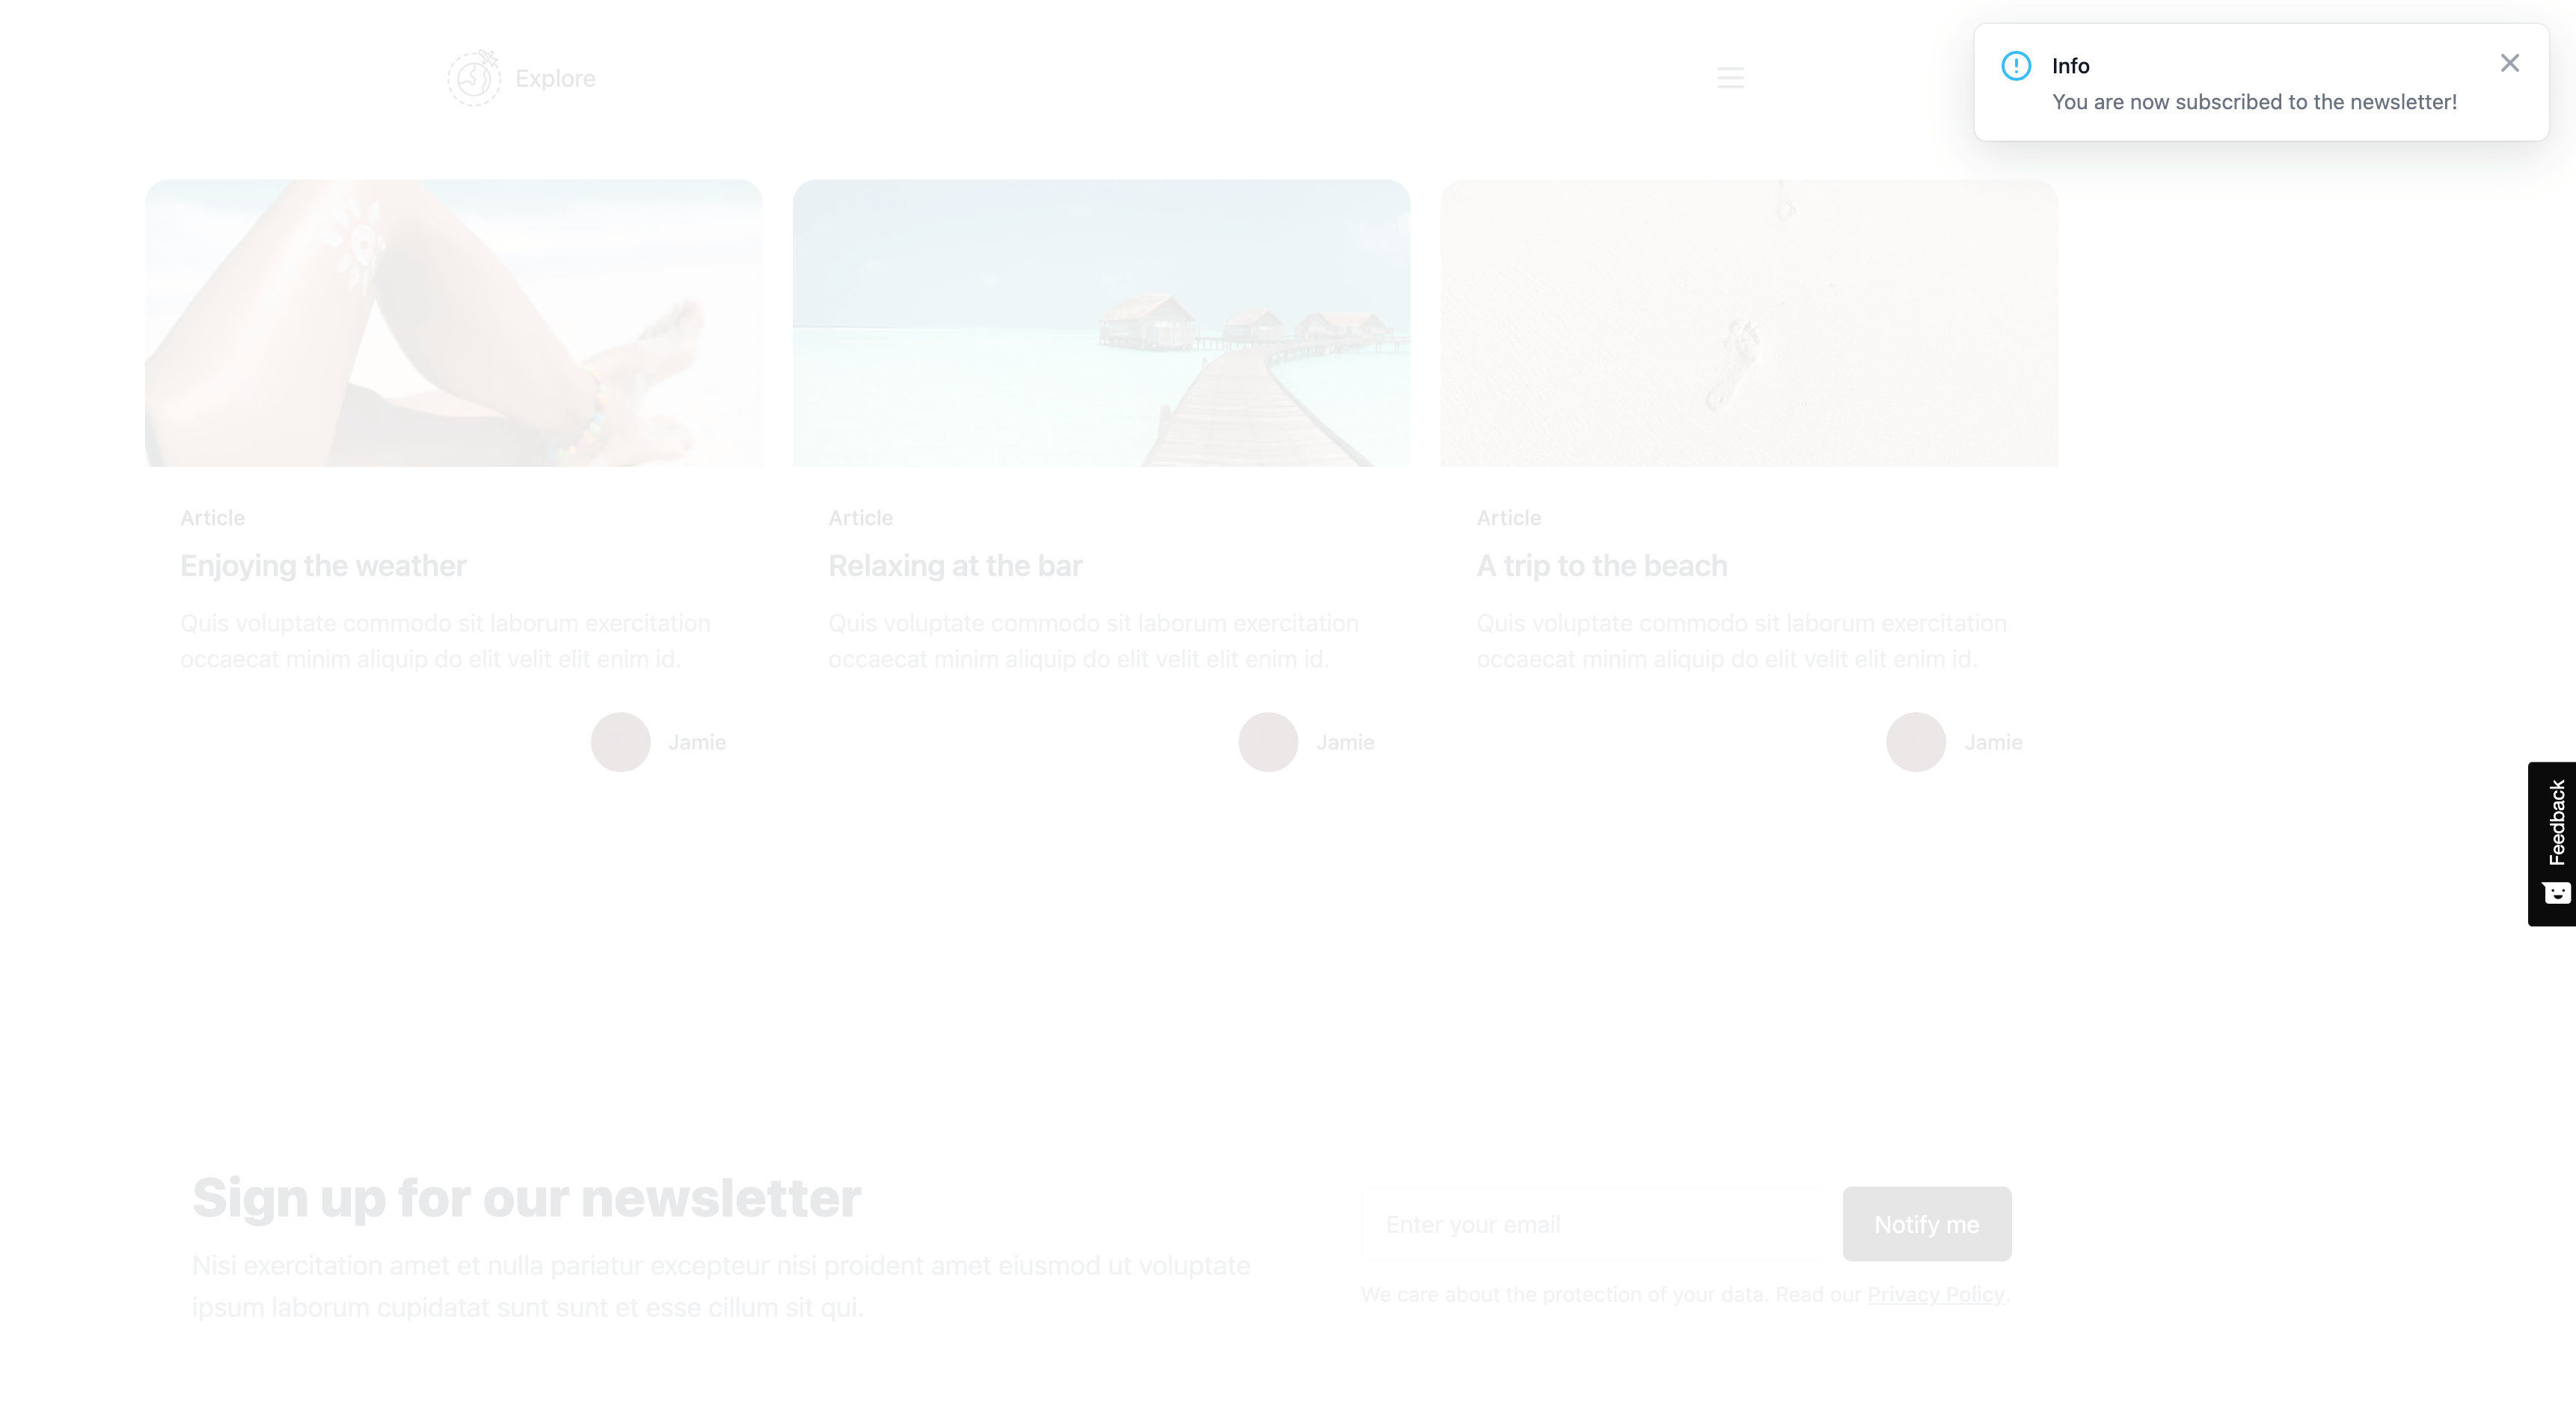 Explore
Info
You are now subscribed to the newsletter!
Article
Enjoying the weather
Quis voluptate commodo sit laborum exercitation
occaecat minim aliquip do elit velit elit enim id.
Jamie
Article
Relaxing at the bar
Quis voluptate commodo sit laborum exercitation
occaecat minim aliquip do elit velit elit enim id.
Jamie
Article
A trip to the beach
Quis voluptate commodo sit laborum exercitation
occaecat minim aliquip do elit velit elit enim id.
Jamie
Feedback
Sign up for our newsletter
Nisi exercitation amet et nulla pariatur excepteur nisi proident amet eiusmod ut voluptate
ipsum laborum cupidatat sunt sunt et esse cillum sit qui.
Enter your email
Notify me
We care about the protection of your data. Read our Privacy Policy.